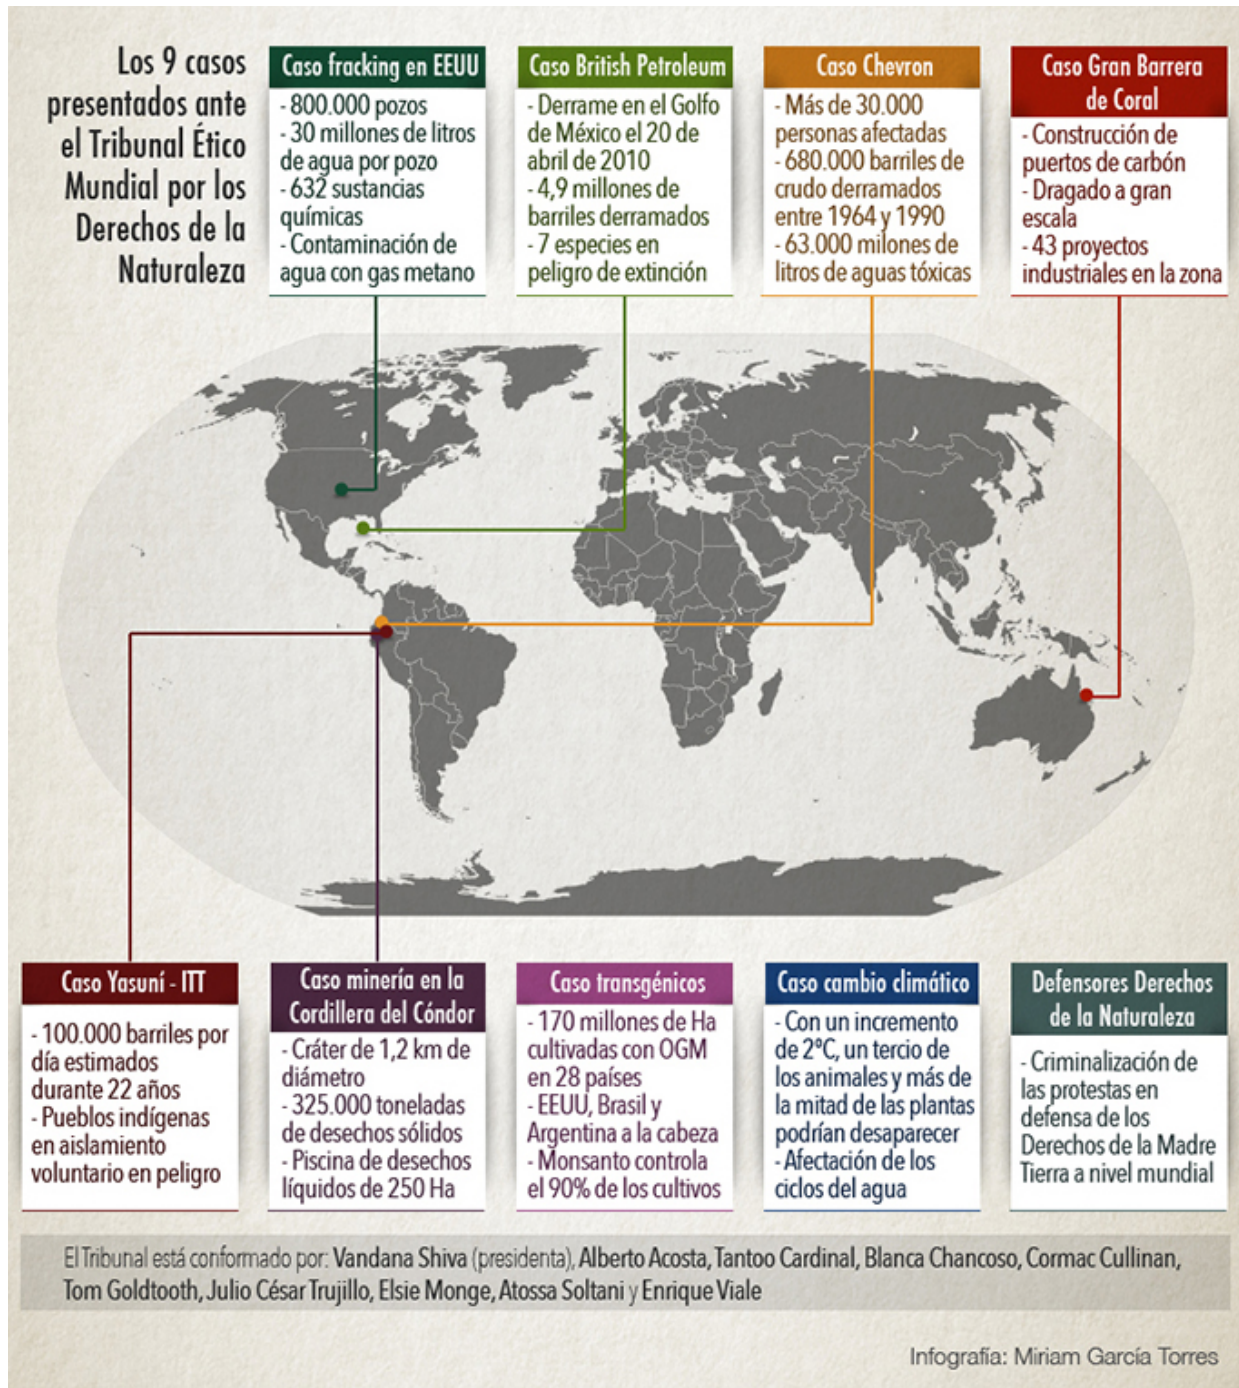 Los 9 casos
presentados ante
el Tribunal Ético
Mundial por los
Derechos de la
Naturaleza
Caso fracking en EEUU
- 800.000 pozos
- 30 millones de litros
de agua por pozo
- 632 sustancias
químicas
- Contaminación de
agua con gas metano
Caso British Petroleum
- Derrame en el Golfo
de México el 20 de
abril de 2010
- 4,9 millones de
barriles derramados
- 7 especies en
peligro de extinción
Caso Chevron
- Más de 30.000
personas afectadas
- 680.000 barriles de
crudo derramados
entre 1964 y 1990
- 63.000 milones de
litros de aguas tóxicas
Caso Gran Barrera
de Coral
- Construcción de
puertos de carbón
- Dragado a gran
escala
- 43 proyectos
industriales en la zona
Caso Yasuní - ITT
- 100.000 barriles por
día estimados
durante 22 años
- Pueblos indígenas
en aislamiento
voluntario en peligro
Caso minería en la
Cordillera del Cóndor
- Cráter de 1,2 km de
diámetro
- 325.000 toneladas
de desechos sólidos
- Piscina de desechos
líquidos de 250 Ha
Caso transgénicos
- 170 millones de Ha
cultivadas con OGM
en 28 países
- EEUU, Brasil y
Argentina a la cabeza
- Monsanto controla
el 90% de los cultivos
Caso cambio climático
- Con un incremento
de 2ºC, un tercio de
los animales y más de
la mitad de las plantas
podrían desaparecer
- Afectación de los
ciclos del agua
Defensores Derechos
de la Naturaleza
- Criminalización de
las protestas en
defensa de los
Derechos de la Madre
Tierra a nivel mundial
El Tribunal está conformado por: Vandana Shiva (presidenta), Alberto Acosta, Tantoo Cardinal, Blanca Chancoso, Cormac Cullinan,
Tom Goldtooth, Julio César Trujillo, Elsie Monge, Atossa Soltani y Enrique Viale
Infografía: Miriam García Torres